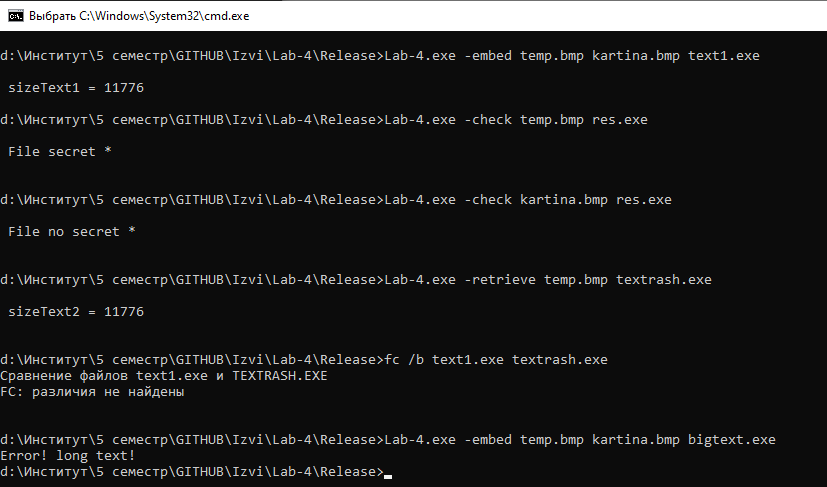 Выбрать C:\Windows\System32\cmd.exe
d:\Институт\5 семестр\GITHUB\Izvi\Lab-4\Release>Lab-4.exe -embed temp.bmp kartina.bmp text1.exe
sizeText1 = 11776
d:\Институт\5 семестр\GITHUB\Izvi\Lab-4\Release>Lab-4.exe -check temp.bmp res.exe
File secret *
d:\Институт\5 семестр\GITHUB\Izvi\Lab-4\Release>Lab-4.exe -check kartina.bmp res.exe
File no secret *
d:\Институт\5 семестр\GITHUB\Izvi\Lab-4\Release>Lab-4.exe -retrieve temp.bmp textrash.exe
sizeText2 = 11776
d:\Институт\5 семестр\GITHUB\Izvi\Lab-4\Release>fc /b text1.exe textrash.exe
Сравнение файлов text1.exe и TEXTRASH.EXE
FC: различия не найдены
d:\Институт\5 семестр\GITHUB\Izvi\Lab-4\Release>Lab-4.exe -embed temp.bmp kartina.bmp bigtext.exe
Error! long text!
d:\Институт\5 семестр\GITHUB\Izvi\Lab-4\Release>